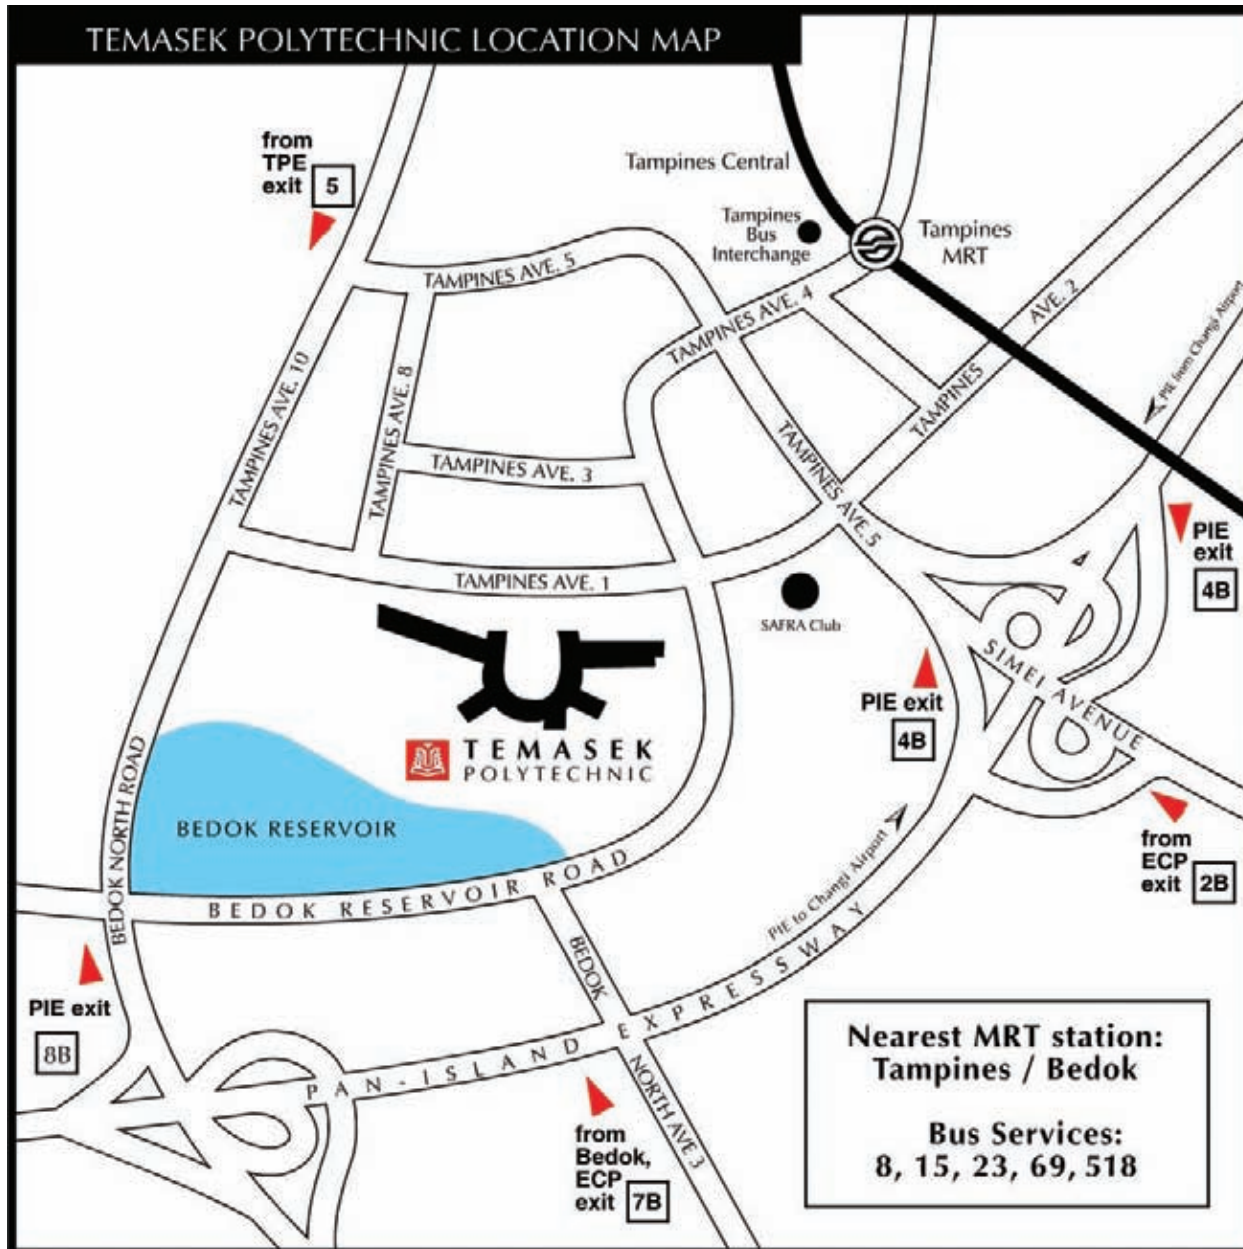 TEMASEK POLYTECHNIC LOCATION MAP
from
TPE
exit 5
Tampines Central
Tampines
Bus
Interchange
Tampines
MRT
TAMPINES AVE. 5
TAMPINES AVE. 4
AVE. 2
TAMPINES
PIE from Changi Airport
TAMPINES AVE. 10
TAMPINES AVE. 8
TAMPINES AVE. 3
TAMPINES AVE. 5
PIE
exit
4B
TAMPINES AVE. 1
SAFRA Club
SIMEI AVENUE
PIE exit
4B
TEMASEK
POLYTECHNIC
BEDOK NORTH ROAD
BEDOK RESERVOIR
BEDOK RESERVOIR ROAD
PIE to Changi Airport
from
ECP
exit 2B
BEDOK
NORTH AVE 3
PAN-ISLAND EXPRESSWAY
PIE exit
8B
from
Bedok,
ECP
exit 7B
Nearest MRT station:
Tampines / Bedok
Bus Services:
8, 15, 23, 69, 518